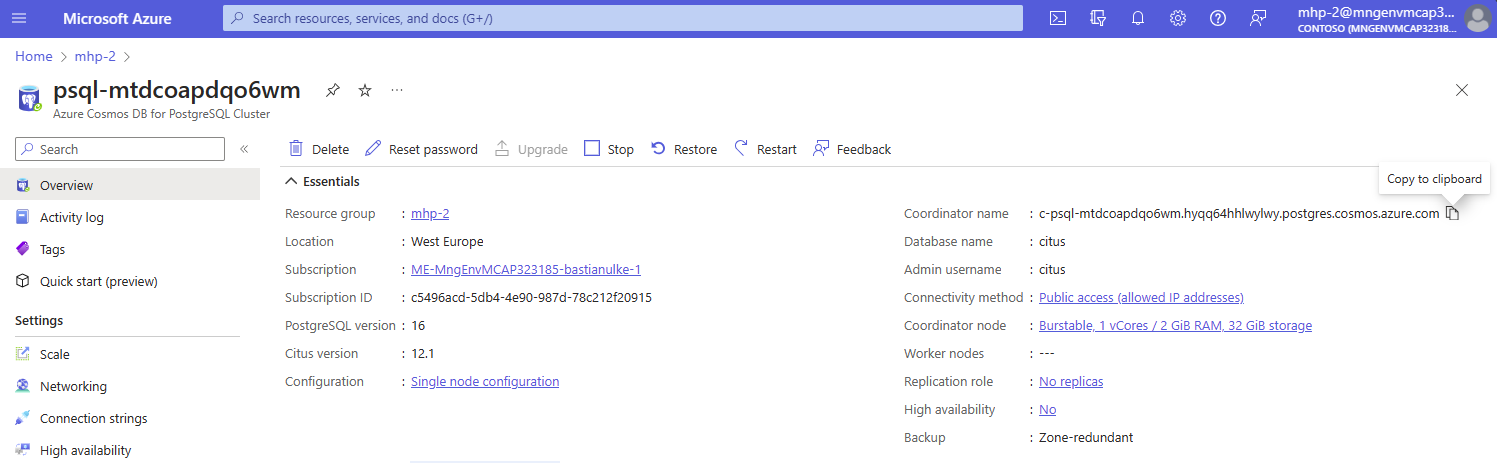 Microsoft Azure
Search resources, services, and docs (G+/)
mhp-2@mngenvmcap3...
CONTOSO (MNGENVMCAP32318...
Home > mhp-2 >
psql-mtdcoapdqo6wm
Azure Cosmos DB for PostgreSQL Cluster
Search
Delete Reset password Upgrade Stop Restore Restart Feedback
Copy to clipboard
Overview
Activity log
Tags
Quick start (preview)
Settings
Scale
Networking
Connection strings
High availability
Essentials
Resource group : mhp-2
Location : West Europe
Subscription : ME-MngEnvMCAP323185-bastianulke-1
Subscription ID : c5496acd-5db4-4e90-987d-78c212f20915
PostgreSQL version : 16
Citus version : 12.1
Configuration : Single node configuration
Coordinator name : c-psql-mtdcoapdqo6wm.hyqq64hhlwylwy.postgres.cosmos.azure.com
Database name : citus
Admin username : citus
Connectivity method : Public access (allowed IP addresses)
Coordinator node : Burstable, 1 vCores / 2 GiB RAM, 32 GiB storage
Worker nodes : ---
Replication role : No replicas
High availability : No
Backup : Zone-redundant